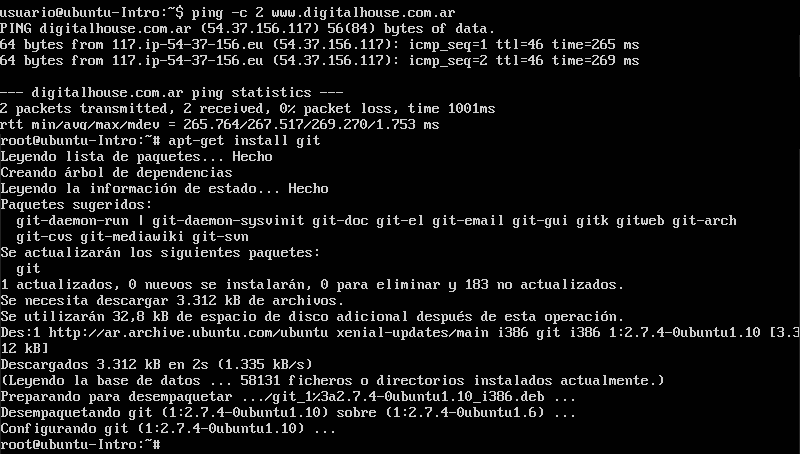 usuario@ubuntu-Intro:~$ ping -c 2 www.digitalhouse.com.ar
PING digitalhouse.com.ar (54.37.156.117) 56(84) bytes of data.
64 bytes from 117.ip-54-37-156.eu (54.37.156.117): icmp_seq=1 ttl=46 time=265 ms
64 bytes from 117.ip-54-37-156.eu (54.37.156.117): icmp_seq=2 ttl=46 time=269 ms
--- digitalhouse.com.ar ping statistics ---
2 packets transmitted, 2 received, 0% packet loss, time 1001ms
rtt min/avg/max/mdev = 265.764/267.517/269.270/1.753 ms
root@ubuntu-Intro:~# apt-get install git
Leyendo lista de paquetes... Hecho
Creando árbol de dependencias
Leyendo la información de estado... Hecho
Paquetes sugeridos:
  git-daemon-run | git-daemon-sysvinit git-doc git-el git-email git-gui gitk gitweb git-arch
  git-cvs git-mediawiki git-svn
Se actualizarán los siguientes paquetes:
  git
1 actualizados, 0 nuevos se instalarán, 0 para eliminar y 183 no actualizados.
Se necesita descargar 3.312 kB de archivos.
Se utilizarán 32,8 kB de espacio de disco adicional después de esta operación.
Des:1 http://ar.archive.ubuntu.com/ubuntu xenial-updates/main i386 git i386 1:2.7.4-0ubuntu1.10 [3.3
12 kB]
Descargados 3.312 kB en 2s (1.335 kB/s)
(Leyendo la base de datos ... 58131 ficheros o directorios instalados actualmente.)
Preparando para desempaquetar .../git_1%3a2.7.4-0ubuntu1.10_i386.deb ...
Desempaquetando git (1:2.7.4-0ubuntu1.10) sobre (1:2.7.4-0ubuntu1.6) ...
Configurando git (1:2.7.4-0ubuntu1.10) ...
root@ubuntu-Intro:~#